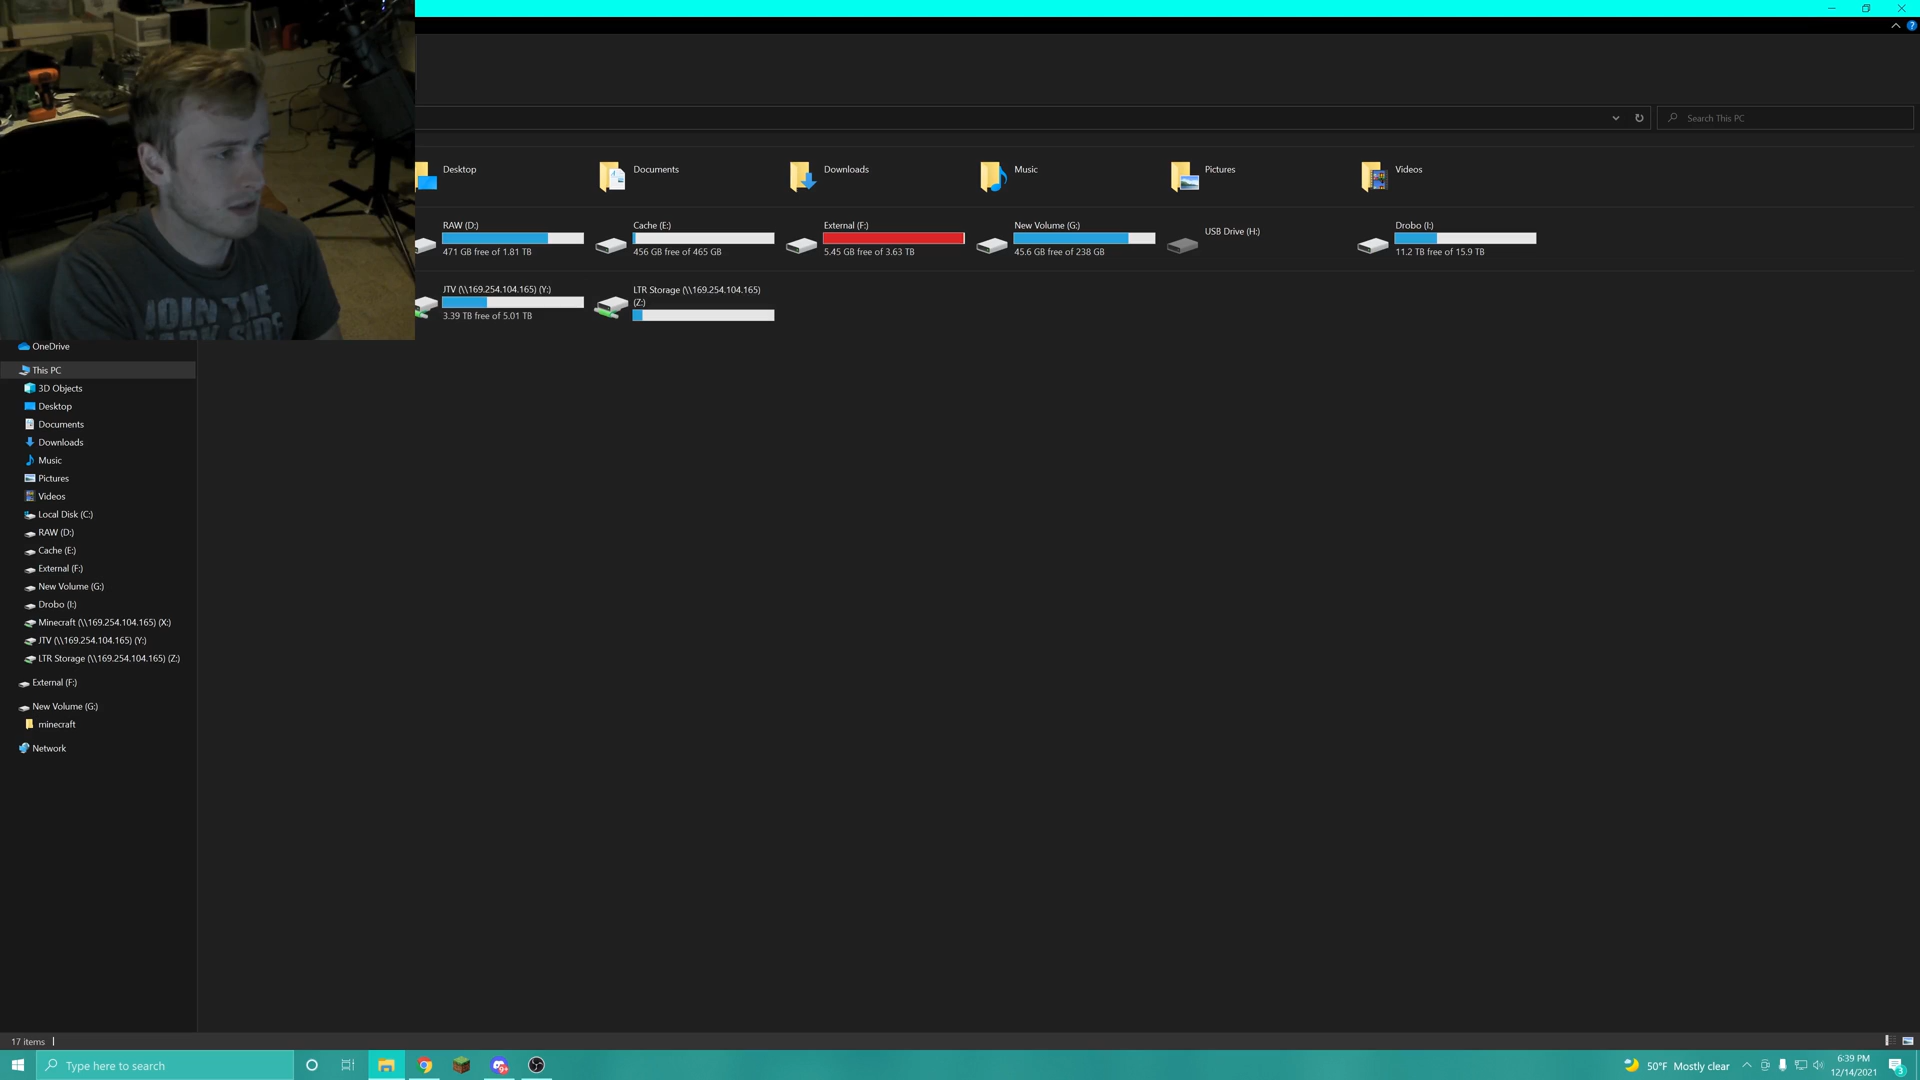 Search This PC
Desktop
Documents
Downloads
Music
Pictures
Videos
RAW (D:)
471 GB free of 1.81 TB
Cache (E:)
456 GB free of 465 GB
External (F:)
5.45 GB free of 3.63 TB
New Volume (G:)
45.6 GB free of 238 GB
USB Drive (H:)
Drobo (I:)
11.2 TB free of 15.9 TB
JTV (\\169.254.104.165) (Y:)
3.39 TB free of 5.01 TB
LTR Storage (\\169.254.104.165)
(Z:)
JOIN THE
DARK SIDE
OneDrive
This PC
3D Objects
Desktop
Documents
Downloads
Music
Pictures
Videos
Local Disk (C:)
RAW (D:)
Cache (E:)
External (F:)
New Volume (G:)
Drobo (I:)
Minecraft (\\169.254.104.165) (X:)
JTV (\\169.254.104.165) (Y:)
LTR Storage (\\169.254.104.165) (Z:)
External (F:)
New Volume (G:)
minecraft
Network
17 items
Type here to search
9+
50°F Mostly clear
6:39 PM
12/14/2021
3